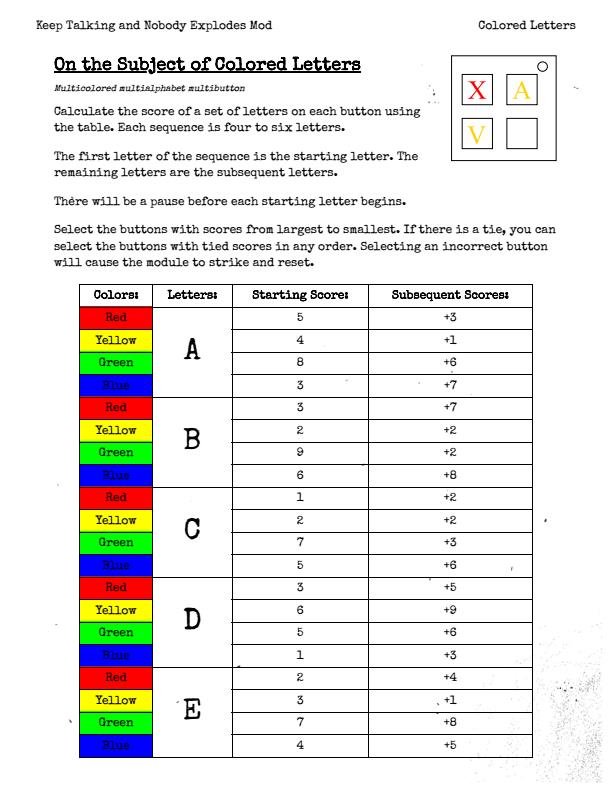 Keep Talking and Nobody Explodes Mod Colored Letters
On the Subject of Colored Letters
Multicolored multialphabet multibutton
X A
V
Calculate the score of a set of letters on each button using
the table. Each sequence is four to six letters.
The first letter of the sequence is the starting letter. The
remaining letters are the subsequent letters.
There will be a pause before each starting letter begins.
Select the buttons with scores from largest to smallest. If there is a tie, you can
select the buttons with tied scores in any order. Selecting an incorrect button
will cause the module to strike and reset.
Colors: Letters: Starting Score: Subsequent Scores:
A
Red 5 +3
Yellow 4 +1
Green 8 +6
Blue 3 +7
B
Red 3 +7
Yellow 2 +2
Green 9 +2
Blue 6 +8
C
Red 1 +2
Yellow 2 +2
Green 7 +3
Blue 5 +6
D
Red 3 +5
Yellow 6 +9
Green 5 +6
Blue 1 +3
E
Red 2 +4
Yellow 3 +1
Green 7 +8
Blue 4 +5